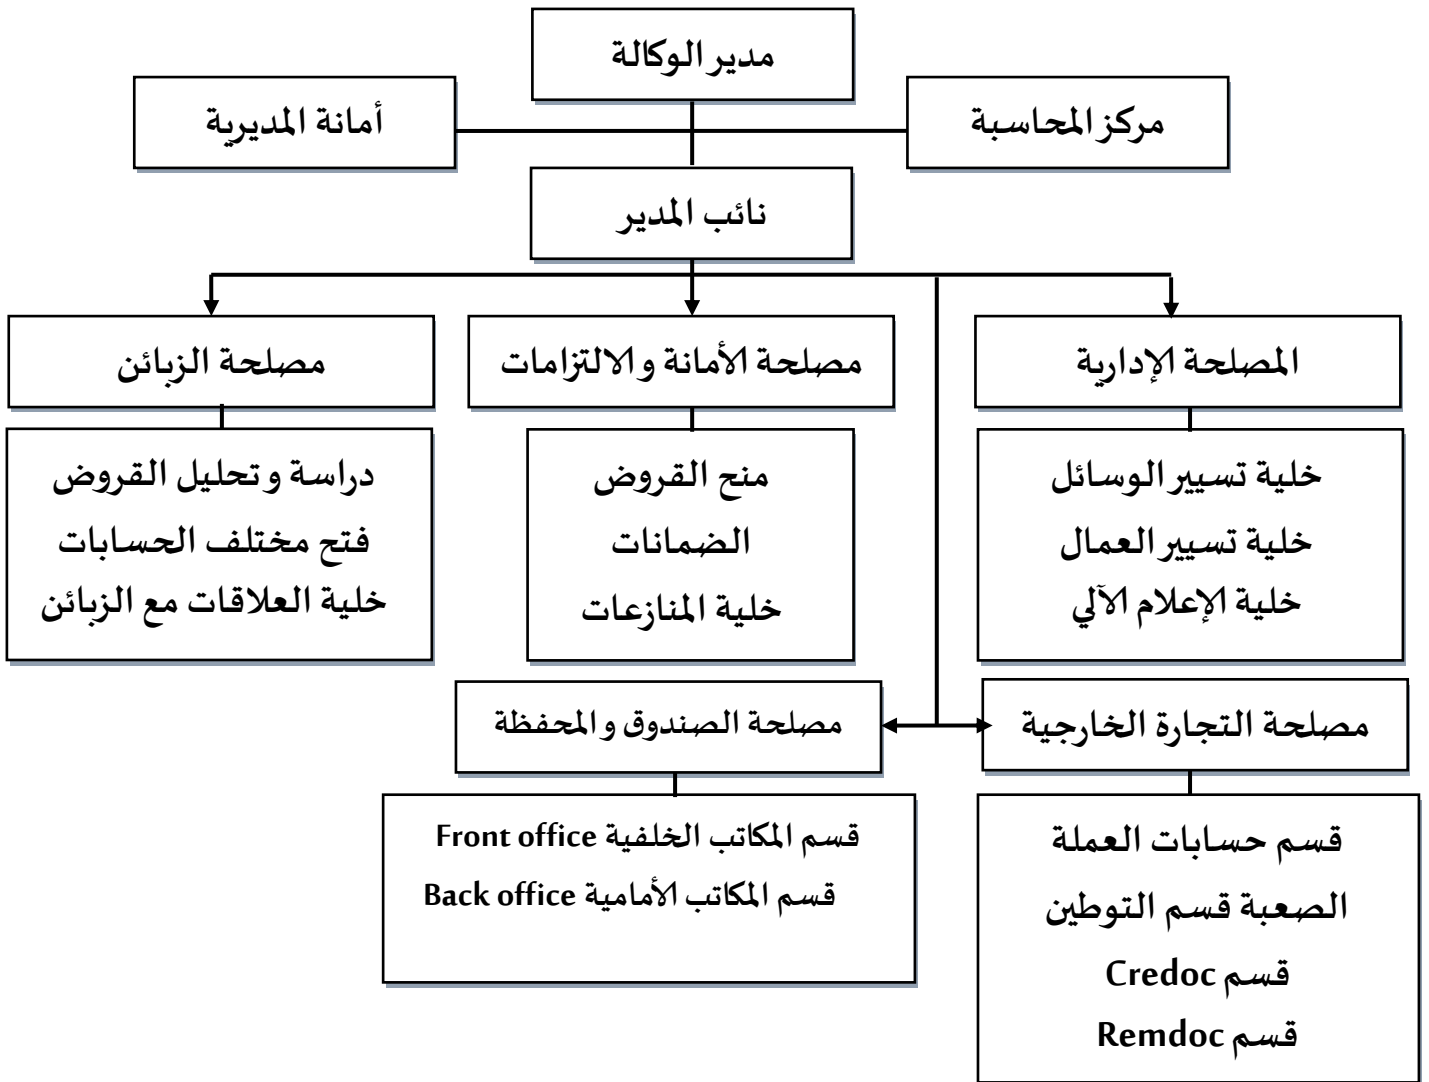 مدير الوكالة
مركز المحاسبة
أمانة المديرية
نائب المدير
المصلحة الإدارية
مصلحة الأمانة والالتزامات
مصلحة الزبائن
خلية تسيير الوسائل
خلية تسيير العمال
خلية الإعلام الآلي
منح القروض
الضمانات
خلية المنازعات
دراسة وتحليل القروض
فتح مختلف الحسابات
خلية العلاقات مع الزبائن
مصلحة التجارة الخارجية
مصلحة الصندوق والمحفظة
قسم حسابات العملة
الصعبة قسم التوطين
قسم Credoc
قسم Remdoc
قسم المكاتب الخلفية Front office
قسم المكاتب الأمامية Back office